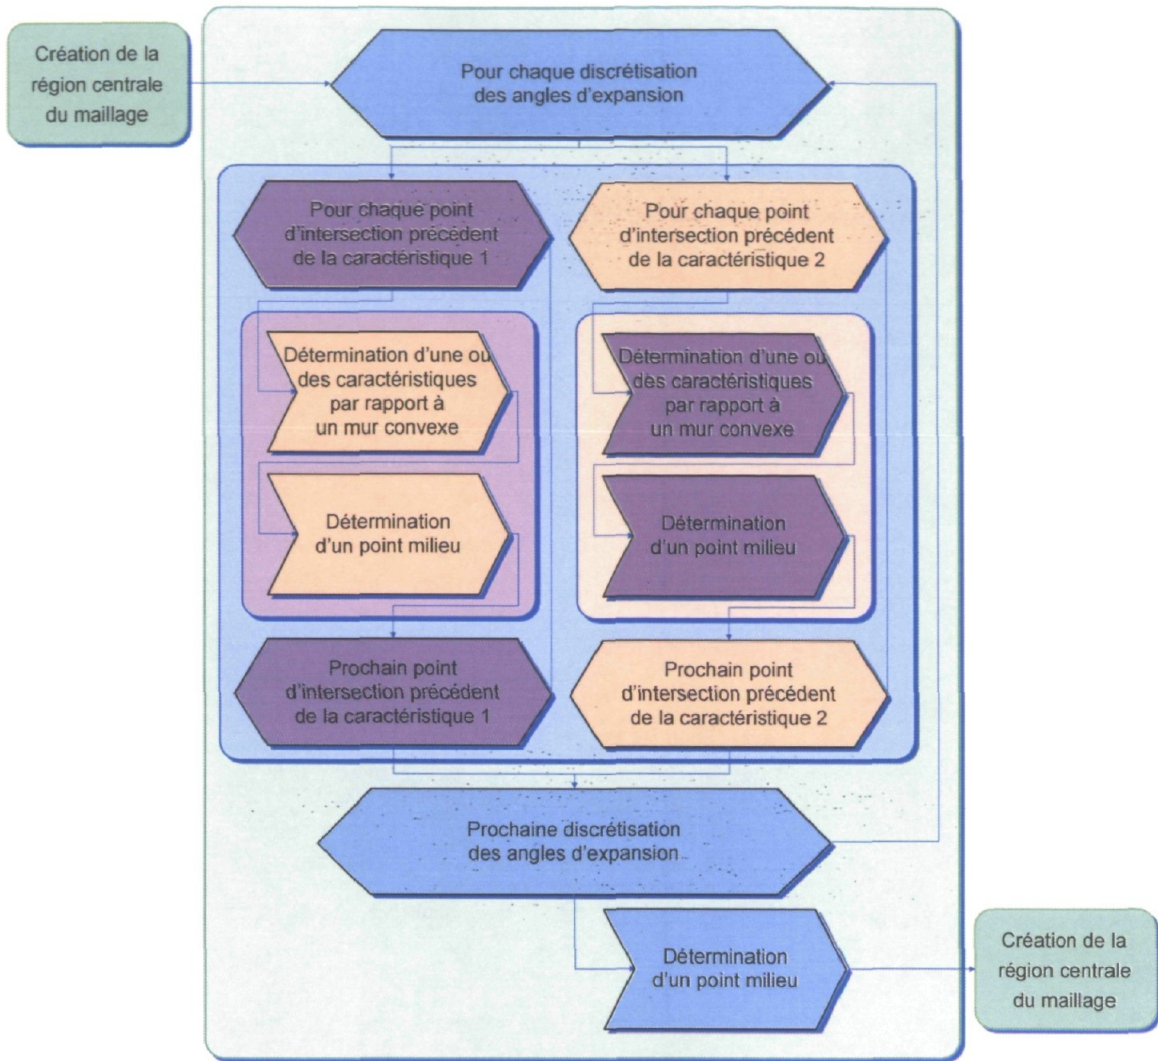 Création de la
région centrale
du maillage
Pour chaque discrétisation
des angles d'expansion
Pour chaque point
d'intersection précédent
de la caractéristique 1
Pour chaque point
d'intersection précédent
de la caractéristique 2
Détermination d'une ou
des caractéristiques
par rapport à
un mur convexe
Détermination d'une ou
des caractéristiques
par rapport à
un mur convexe
Détermination
d'un point milieu
Détermination
d'un point milieu
Prochain point
d'intersection précédent
de la caractéristique 1
Prochain point
d'intersection précédent
de la caractéristique 2
Prochaine discrétisation
des angles d'expansion
Détermination
d'un point milieu
Création de la
région centrale
du maillage